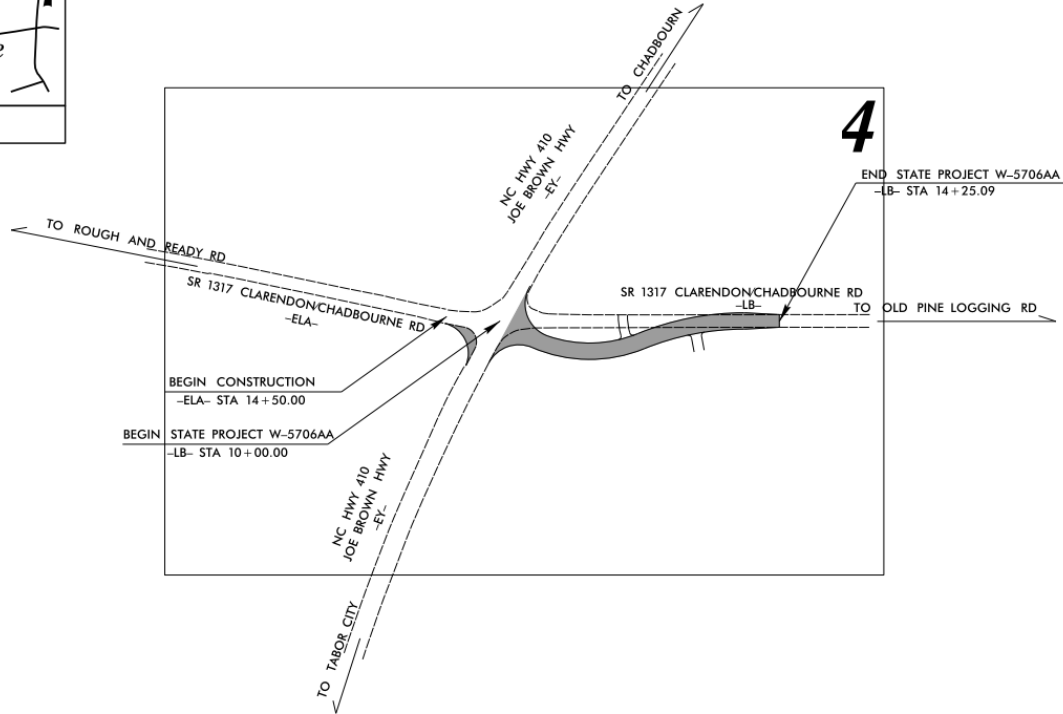 TO CHADBOURN
4
NC HWY 410
JOE BROWN HWY
–EY–
END STATE PROJECT W–5706AA
–LB– STA 14+25.09
TO ROUGH AND READY RD
SR 1317 CLARENDON/CHADBOURNE RD
–ELA–
SR 1317 CLARENDON/CHADBOURNE RD
–LB–
TO OLD PINE LOGGING RD
BEGIN CONSTRUCTION
–ELA– STA 14+50.00
BEGIN STATE PROJECT W–5706AA
–LB– STA 10+00.00
NC HWY 410
JOE BROWN HWY
–EY–
TO TABOR CITY